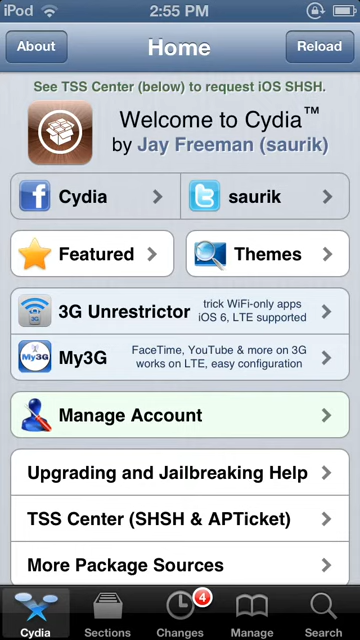 iPod 2:55 PM
About Home Reload
See TSS Center (below) to request iOS SHSH.
Welcome to Cydia™
by Jay Freeman (saurik)
Cydia saurik
Featured Themes
3G Unrestrictor trick WiFi-only apps
iOS 6, LTE supported
My3G FaceTime, YouTube & more on 3G
works on LTE, easy configuration
Manage Account
Upgrading and Jailbreaking Help
TSS Center (SHSH & APTicket)
More Package Sources
4
Cydia Sections Changes Manage Search